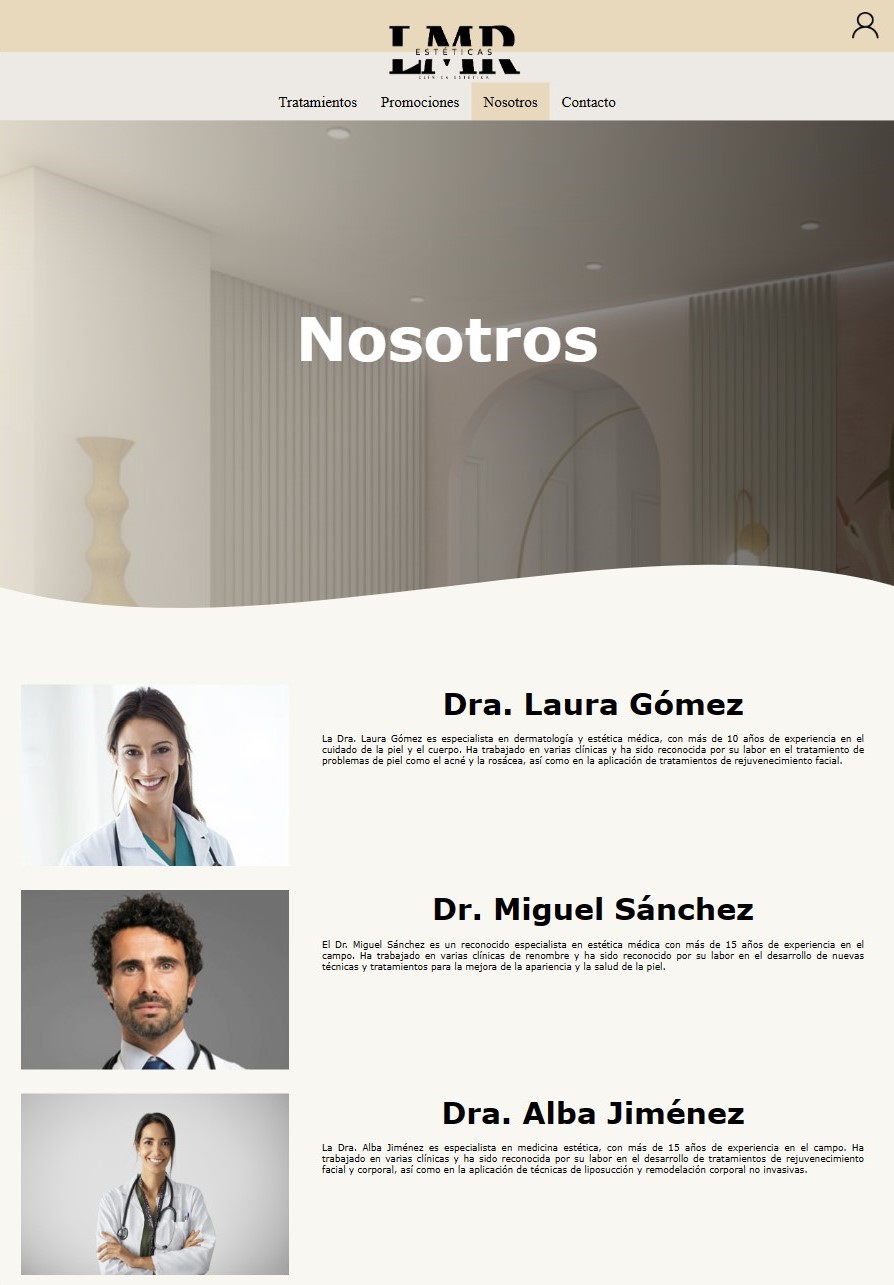 LMR
ESTÉTICAS
Tratamientos Promociones Nosotros Contacto
Nosotros
Dra. Laura Gómez
La Dra. Laura Gómez es especialista en dermatología y estética médica, con más de 10 años de experiencia en el
cuidado de la piel y el cuerpo. Ha trabajado en varias clínicas y ha sido reconocida por su labor en el tratamiento de
problemas de piel como el acné y la rosácea, así como en la aplicación de tratamientos de rejuvenecimiento facial.
Dr. Miguel Sánchez
El Dr. Miguel Sánchez es un reconocido especialista en estética médica con más de 15 años de experiencia en el
campo. Ha trabajado en varias clínicas de renombre y ha sido reconocido por su labor en el desarrollo de nuevas
técnicas y tratamientos para la mejora de la apariencia y la salud de la piel.
Dra. Alba Jiménez
La Dra. Alba Jiménez es especialista en medicina estética, con más de 15 años de experiencia en el campo. Ha
trabajado en varias clínicas y ha sido reconocida por su labor en el desarrollo de tratamientos de rejuvenecimiento
facial y corporal, así como en la aplicación de técnicas de liposucción y remodelación corporal no invasivas.